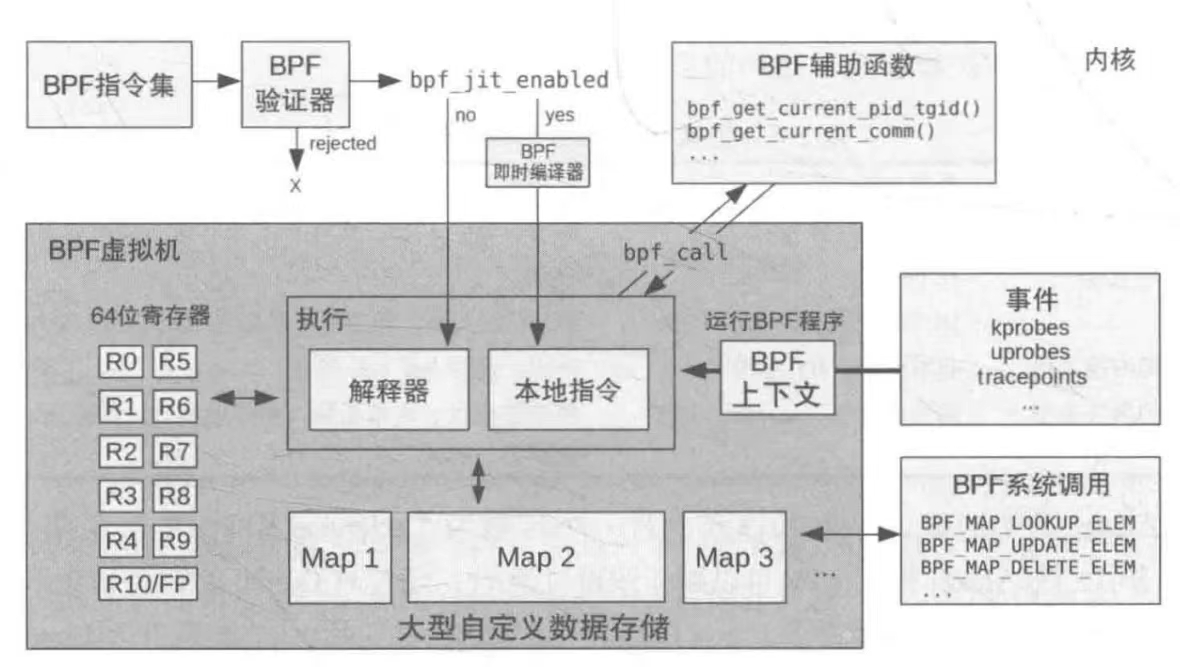 BPF指令集
BPF
验证器
rejected
X
bpf_jit_enabled
no
yes
BPF
即时编译器
BPF辅助函数
bpf_get_current_pid_tgid()
bpf_get_current_comm()
...
内核
BPF虚拟机
bpf_call
64位寄存器
R0 R5
R1 R6
R2 R7
R3 R8
R4 R9
R10/FP
执行
解释器
本地指令
运行BPF程序
BPF
上下文
事件
kprobes
uprobes
tracepoints
...
Map 1
Map 2
Map 3
...
大型自定义数据存储
BPF系统调用
BPF_MAP_LOOKUP_ELEM
BPF_MAP_UPDATE_ELEM
BPF_MAP_DELETE_ELEM
...